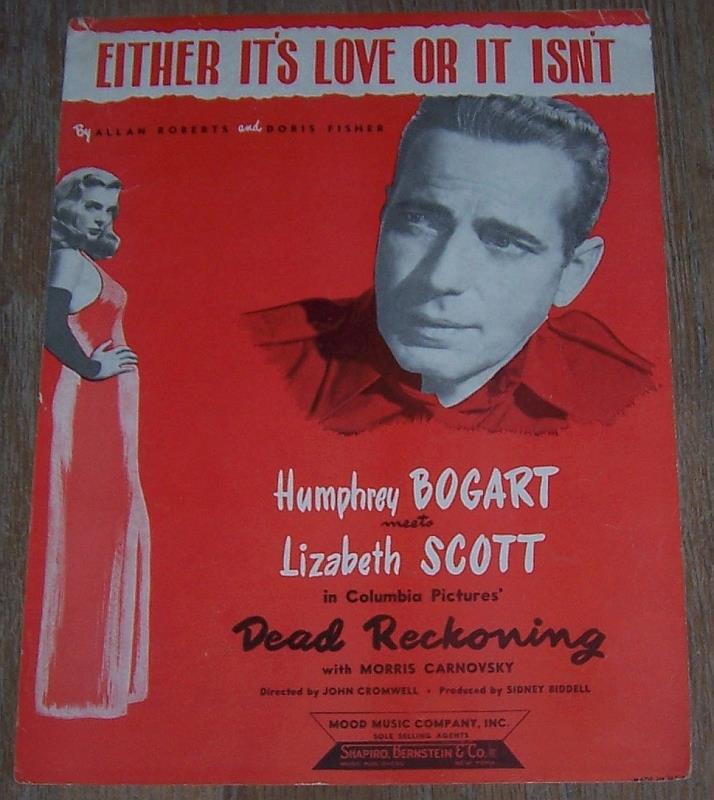 EITHER IT'S LOVE OR IT ISN'T
By ALLAN ROBERTS and DORIS FISHER
Humphrey BOGART
meets
Lizabeth SCOTT
in Columbia Pictures'
Dead Reckoning
with MORRIS CARNOVSKY
Directed by JOHN CROMWELL • Produced by SIDNEY BIDDELL
MOOD MUSIC COMPANY, INC.
SOLE SELLING AGENTS
SHAPIRO, BERNSTEIN & CO. INC
MUSIC PUBLISHERS NEW YORK